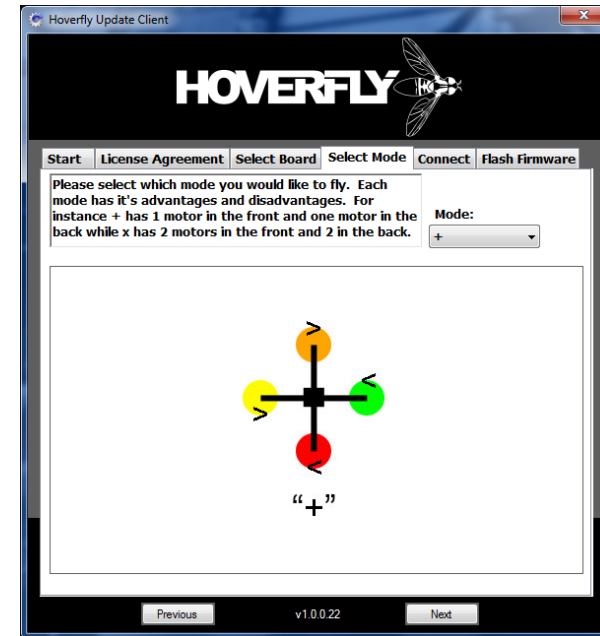 Hoverfly Update Client
HOVERFLY
Start License Agreement Select Board Select Mode Connect Flash Firmware
Please select which mode you would like to fly. Each
mode has it's advantages and disadvantages. For
instance + has 1 motor in the front and one motor in the
back while x has 2 motors in the front and 2 in the back.
Mode:
+
>
<
>
<
“+”
Previous v1.0.0.22 Next